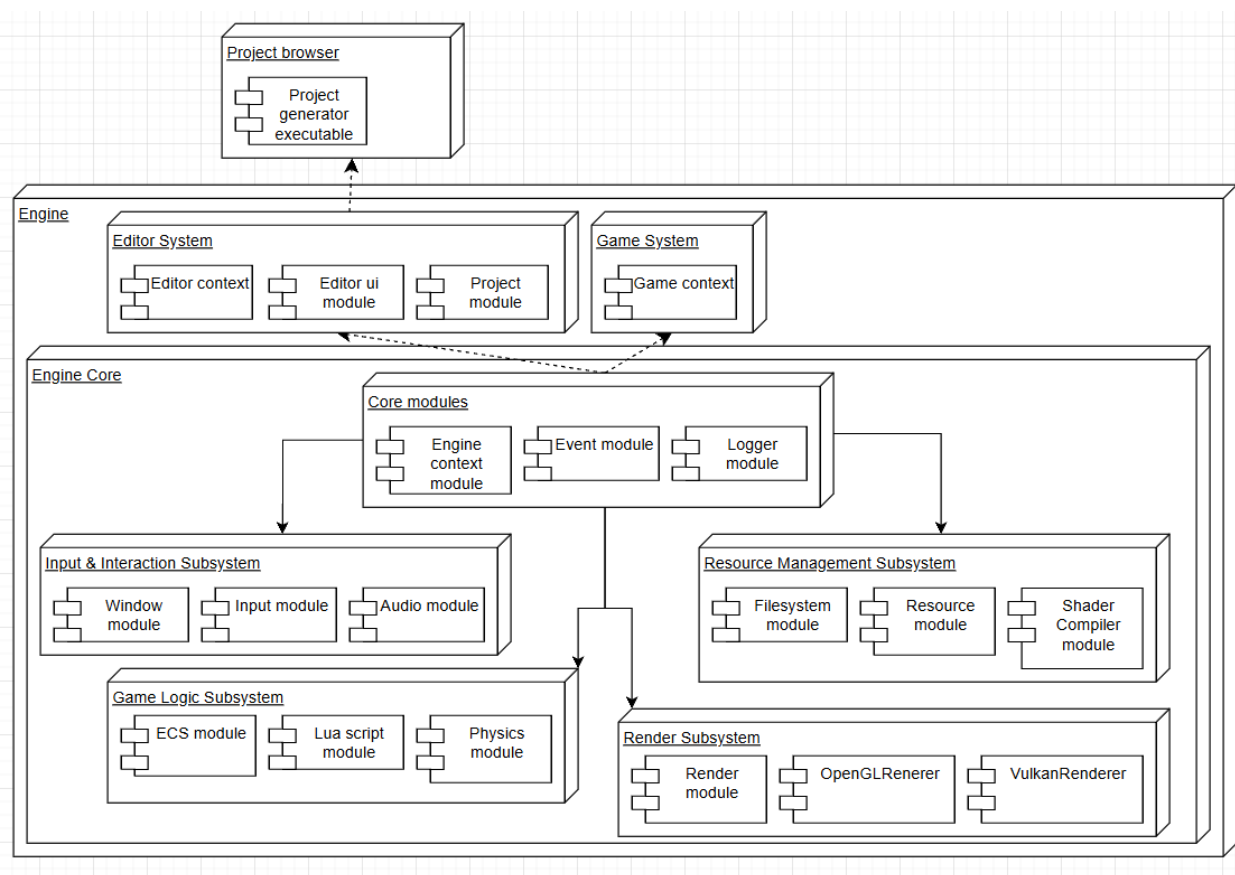 Project browser
Project
generator
executable
Engine
Editor System
Editor context
Editor ui
module
Project
module
Game System
Game context
Engine Core
Core modules
Engine
context
module
Event module
Logger
module
Input & Interaction Subsystem
Window
module
Input module
Audio module
Resource Management Subsystem
Filesystem
module
Resource
module
Shader
Compiler
module
Game Logic Subsystem
ECS module
Lua script
module
Physics
module
Render Subsystem
Render
module
OpenGLRenerer
VulkanRenderer